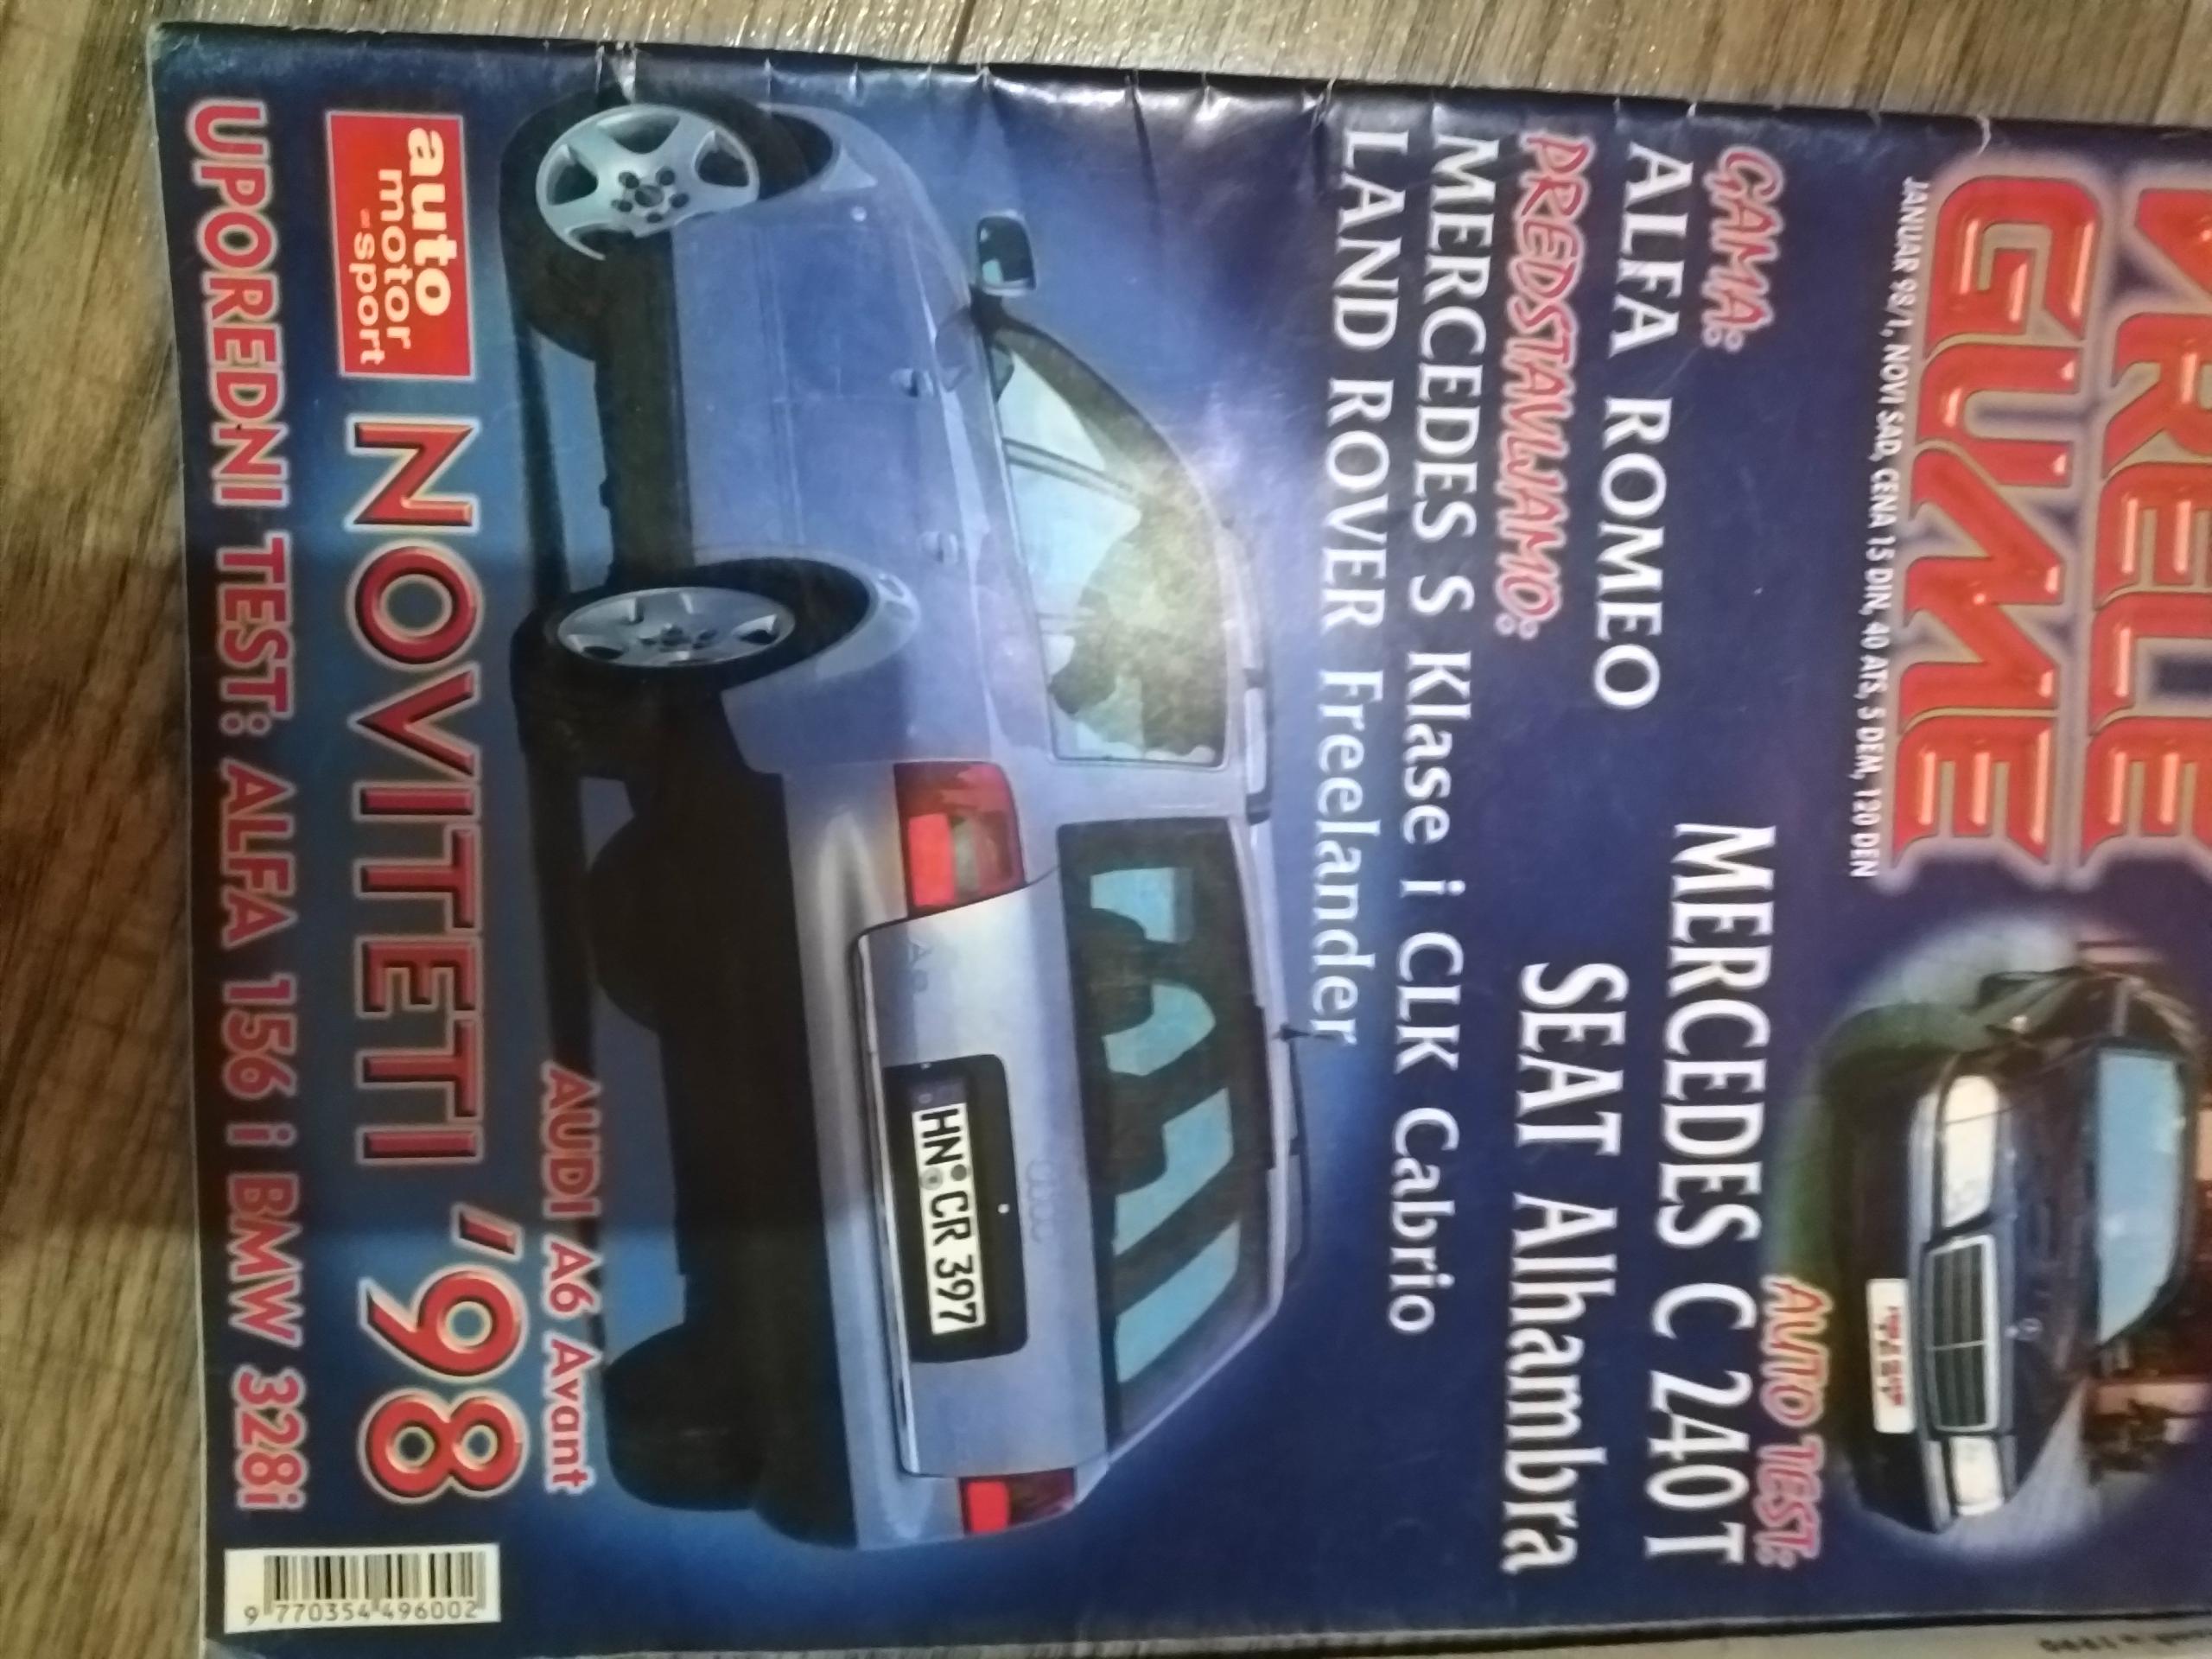 VRELE
GUME
JANUAR 98/1, NOVI SAD, CENA 15 DIN, 40 ATS, 5 DEM, 120 DEN
AUTO TEST:
MERCEDES C 240 T
SEAT Alhambra
GAMA:
ALFA ROMEO
PREDSTAVLJAMO:
MERCEDES S Klase i CLK Cabrio
LAND ROVER Freelander
HN CR 397
AUDI A6 Avant
auto
motor
-sport
NOVITETI '98
UPOREDNI TEST: ALFA 156 i BMW 328i
9 770354 496002